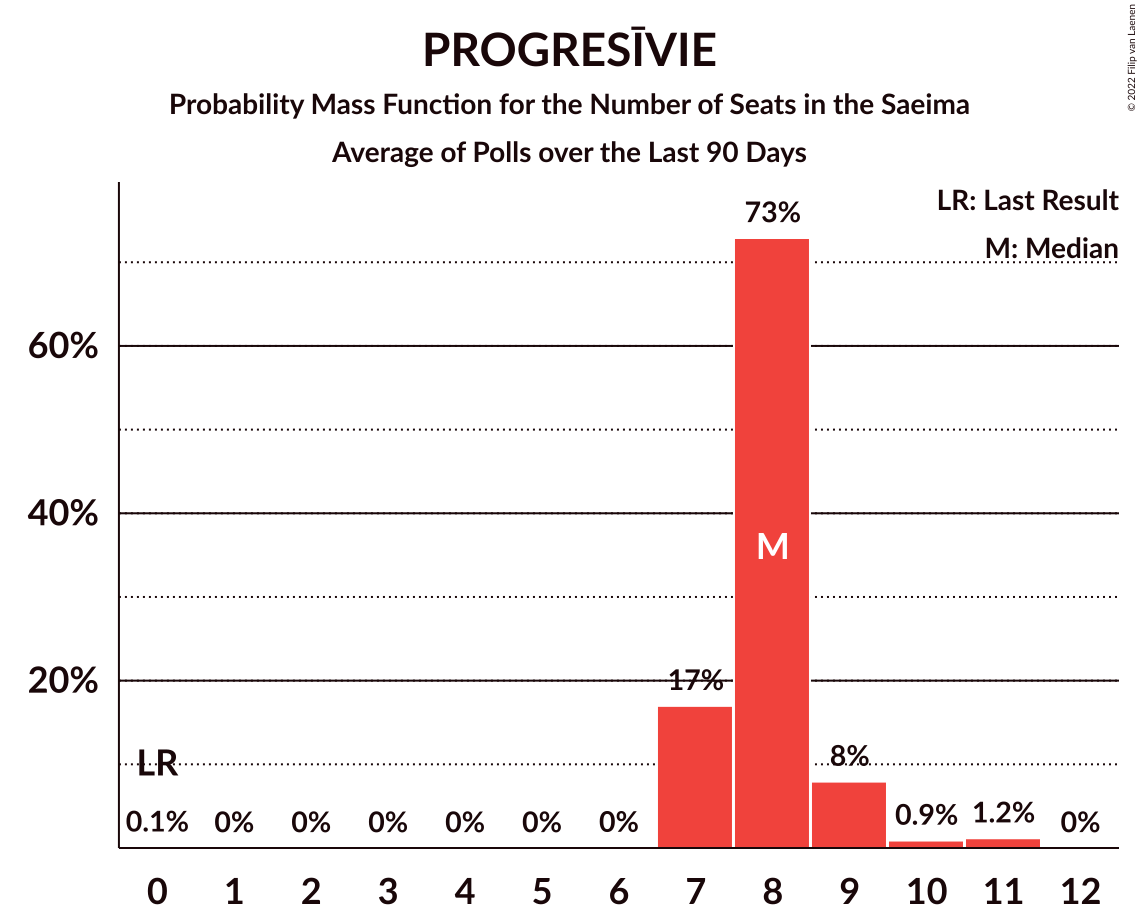 PROGRESĪVIE
Probability Mass Function for the Number of Seats in the Saeima
Average of Polls over the Last 90 Days
© 2022 Filip van Laenen
LR: Last Result
M: Median
60%
40%
20%
LR
0.1%
0%
0%
0%
0%
0%
0%
17%
73%
M
8%
0.9%
1.2%
0%
0 1 2 3 4 5 6 7 8 9 10 11 12